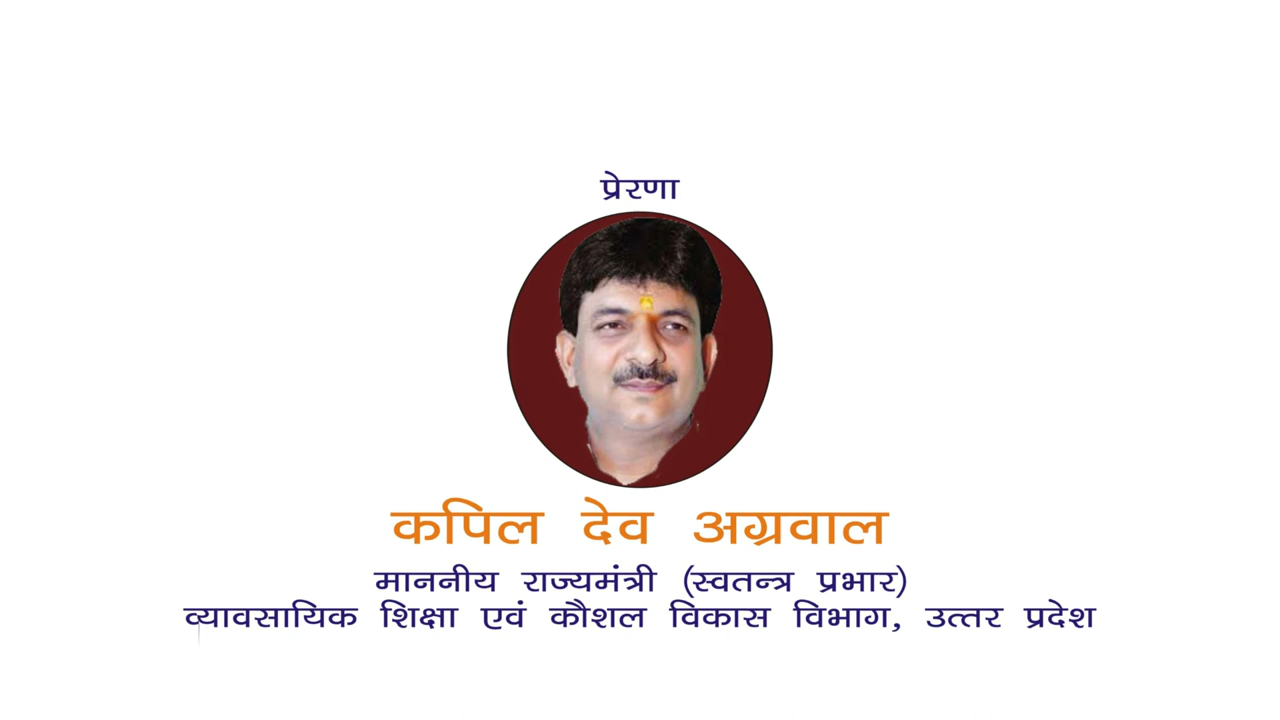 प्रेरणा
कपिल देव अग्रवाल
माननीय राज्यमंत्री (स्वतन्त्र प्रभार)
व्यावसायिक शिक्षा एवं कौशल विकास विभाग, उत्तर प्रदेश